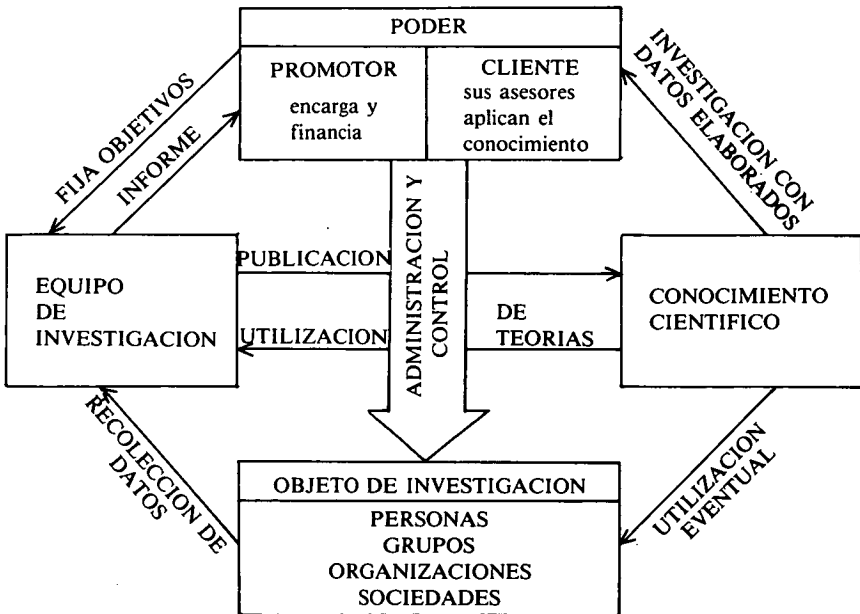 PODER
PROMOTOR
encarga y
financia
CLIENTE
sus asesores
aplican el
conocimiento
FIJA OBJETIVOS
INFORME
INVESTIGACION CON
DATOS ELABORADOS
ADMINISTRACION Y
CONTROL
EQUIPO
DE
INVESTIGACION
PUBLICACION
UTILIZACION
DE
TEORIAS
CONOCIMIENTO
CIENTIFICO
RECOLECCION DE
DATOS
UTILIZACION
EVENTUAL
OBJETO DE INVESTIGACION
PERSONAS
GRUPOS
ORGANIZACIONES
SOCIEDADES